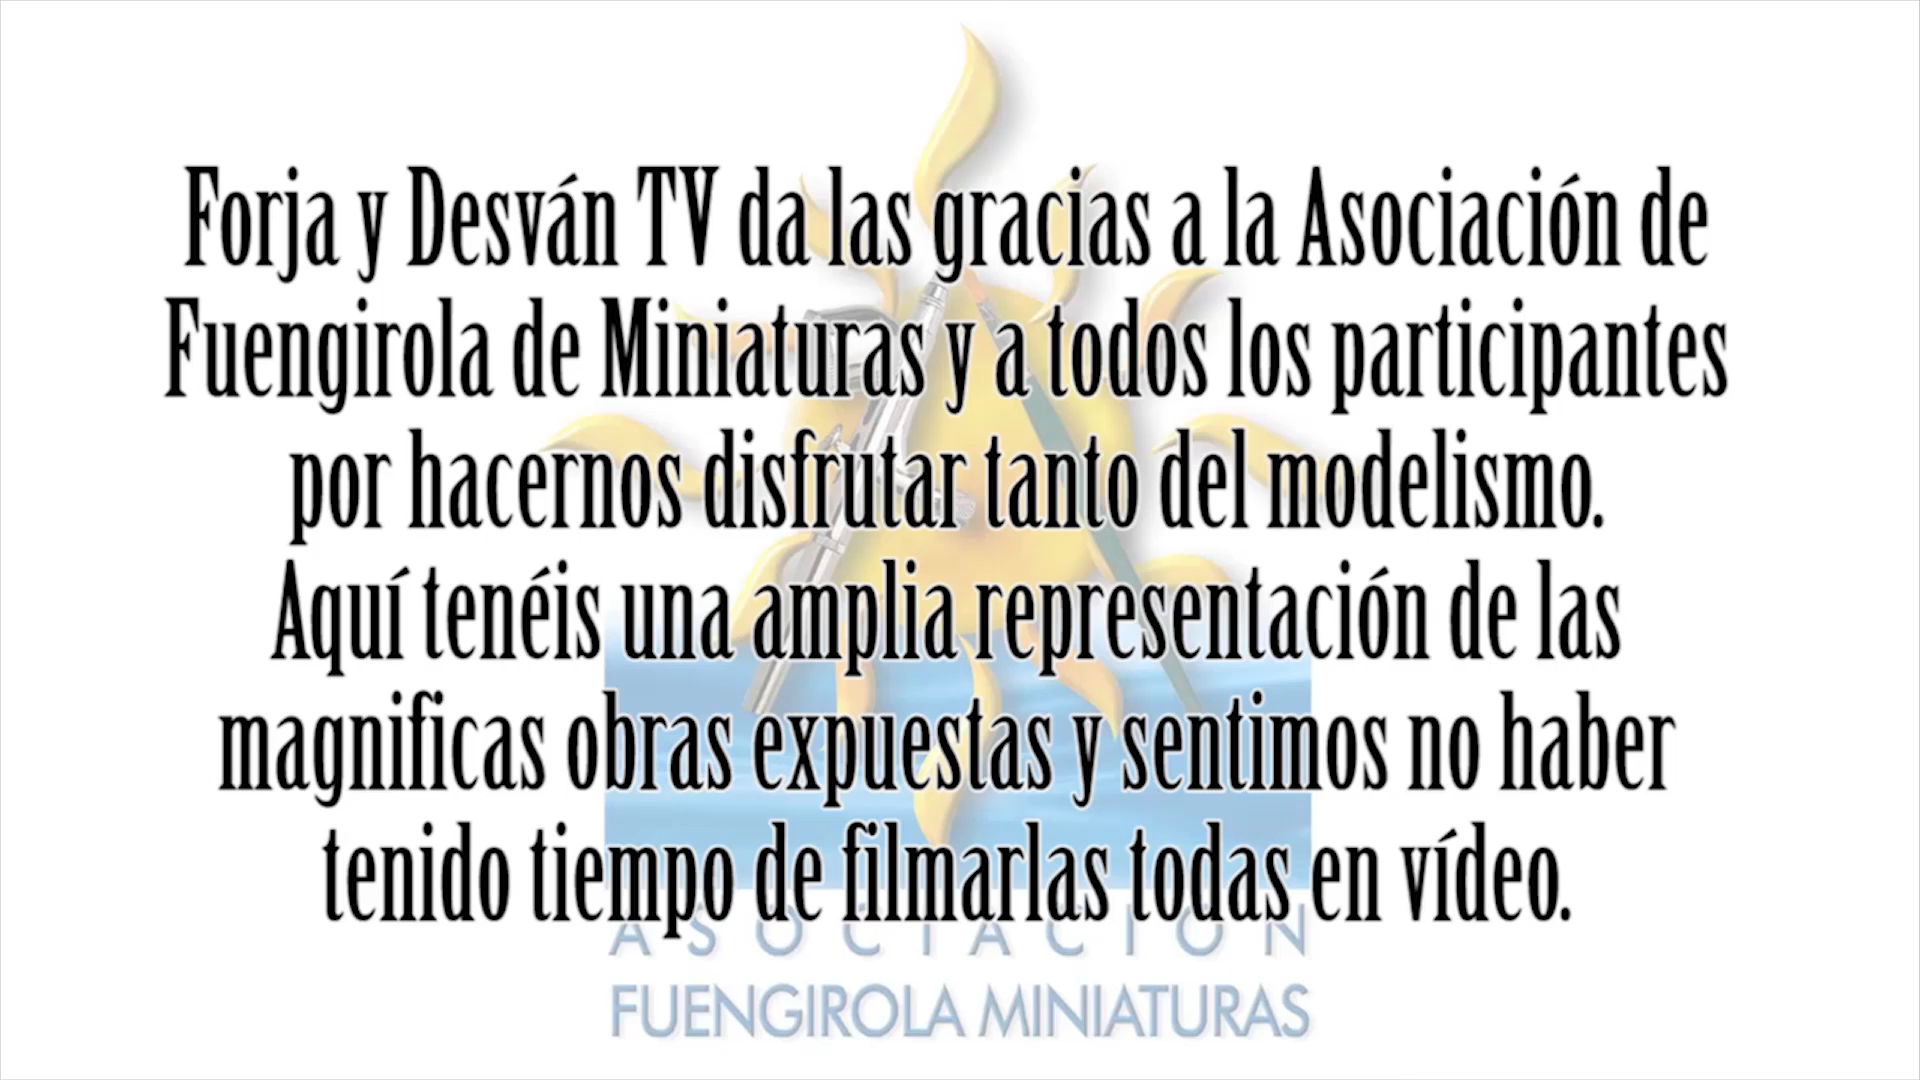 Forja y Desván TV da las gracias a la Asociación de
Fuengirola de Miniaturas y a todos los participantes
por hacernos disfrutar tanto del modelismo.
Aquí tenéis una amplia representación de las
magnificas obras expuestas y sentimos no haber
tenido tiempo de filmarlas todas en vídeo.
ASOCIACIÓN
FUENGIROLA MINIATURAS